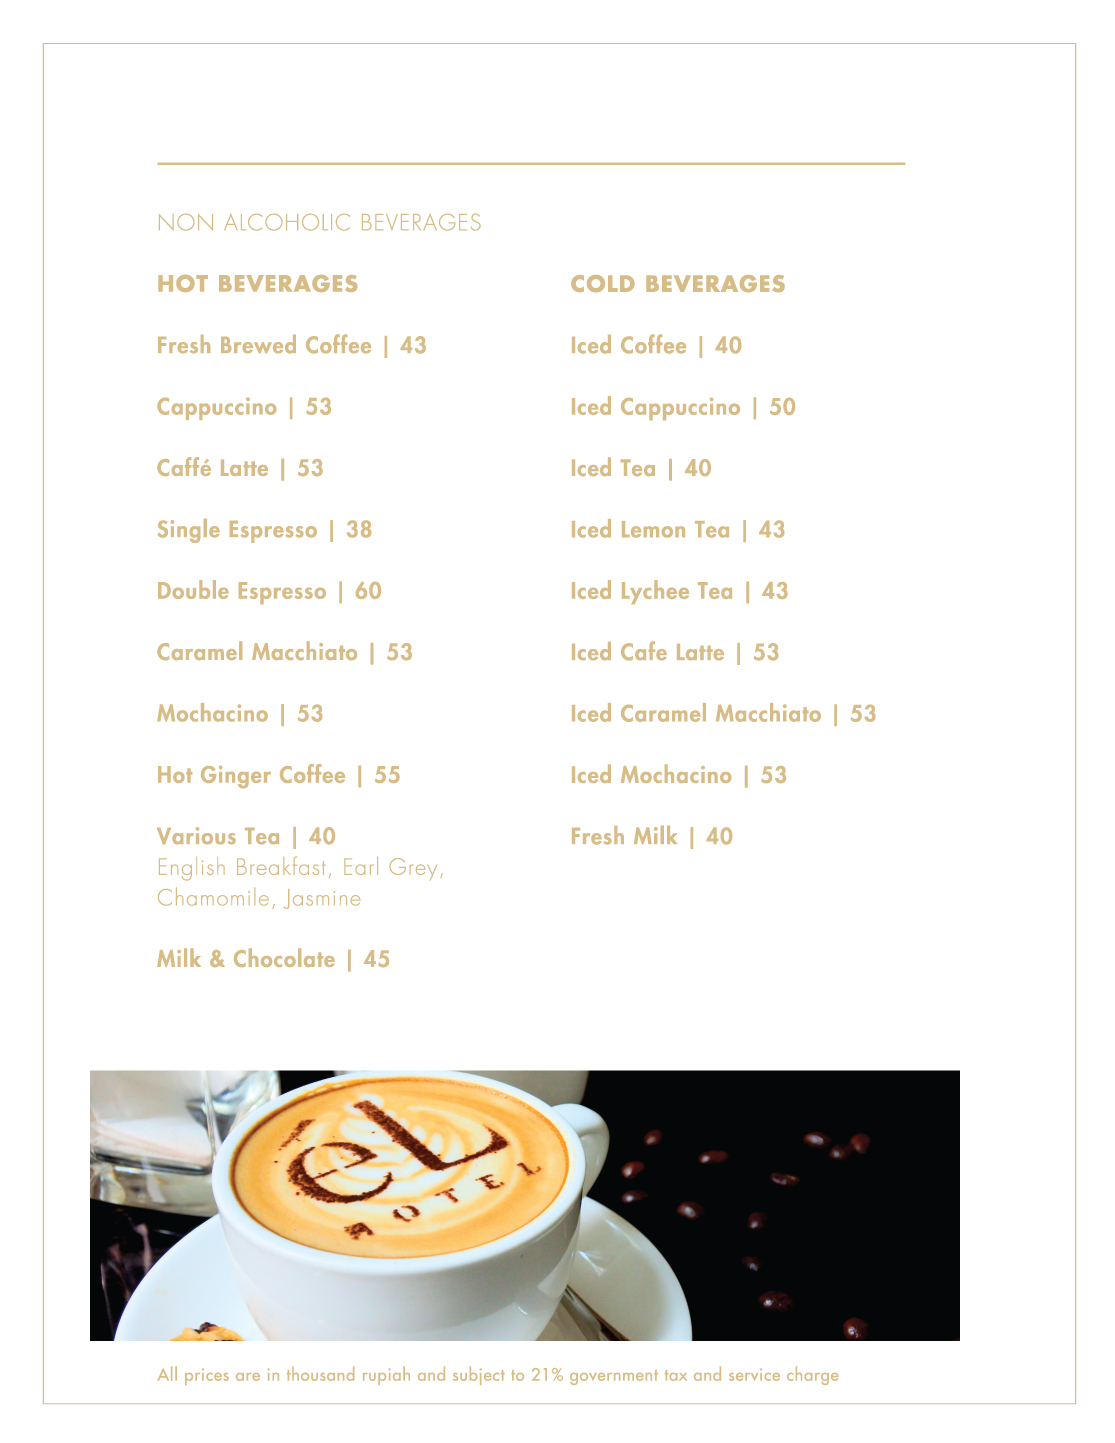 NON ALCOHOLIC BEVERAGES
HOT BEVERAGES
Fresh Brewed Coffee | 43
Cappuccino | 53
Caffé Latte | 53
Single Espresso | 38
Double Espresso | 60
Caramel Macchiato | 53
Mochacino | 53
Hot Ginger Coffee | 55
Various Tea | 40
English Breakfast, Earl Grey,
Chamomile, Jasmine
Milk & Chocolate | 45
COLD BEVERAGES
Iced Coffee | 40
Iced Cappuccino | 50
Iced Tea | 40
Iced Lemon Tea | 43
Iced Lychee Tea | 43
Iced Cafe Latte | 53
Iced Caramel Macchiato | 53
Iced Mochacino | 53
Fresh Milk | 40
éL
HOTEL
All prices are in thousand rupiah and subject to 21% government tax and service charge